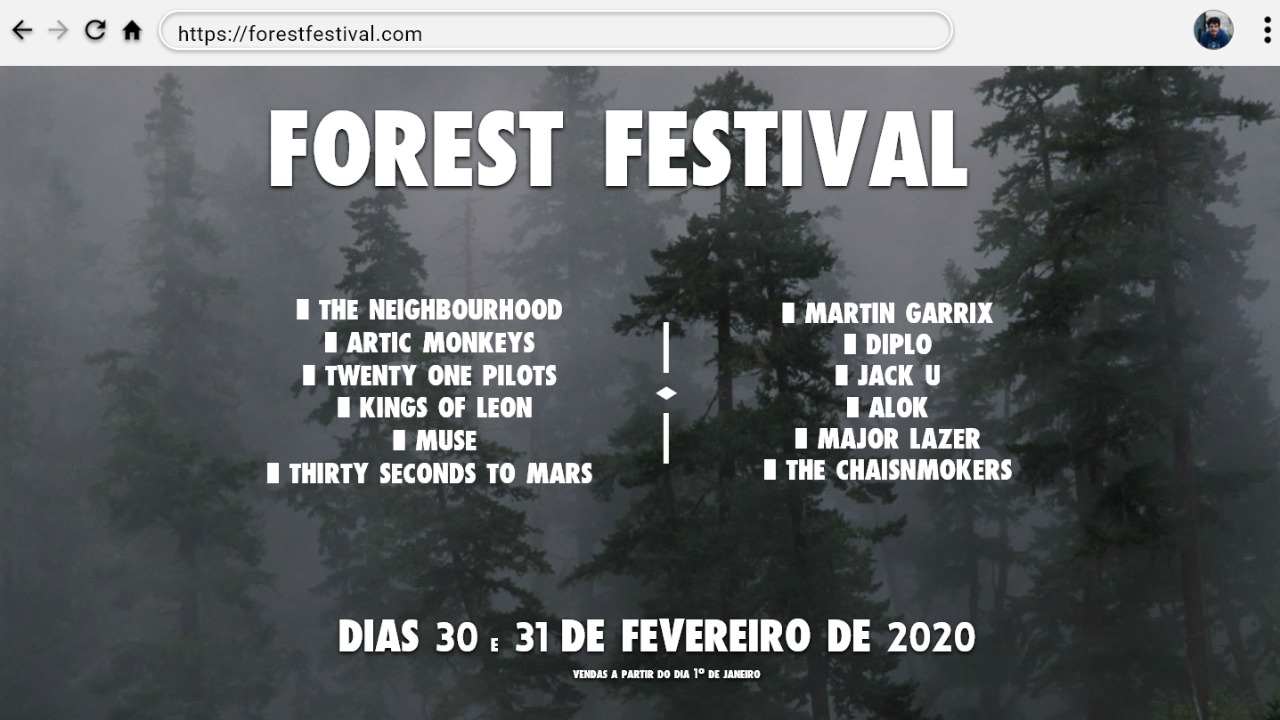 https://forestfestival.com
FOREST FESTIVAL
THE NEIGHBOURHOOD
ARTIC MONKEYS
TWENTY ONE PILOTS
KINGS OF LEON
MUSE
THIRTY SECONDS TO MARS
MARTIN GARRIX
DIPLO
JACK U
ALOK
MAJOR LAZER
THE CHAISNMOKERS
DIAS 30 E 31 DE FEVEREIRO DE 2020
VENDAS A PARTIR DO DIA 1º DE JANEIRO